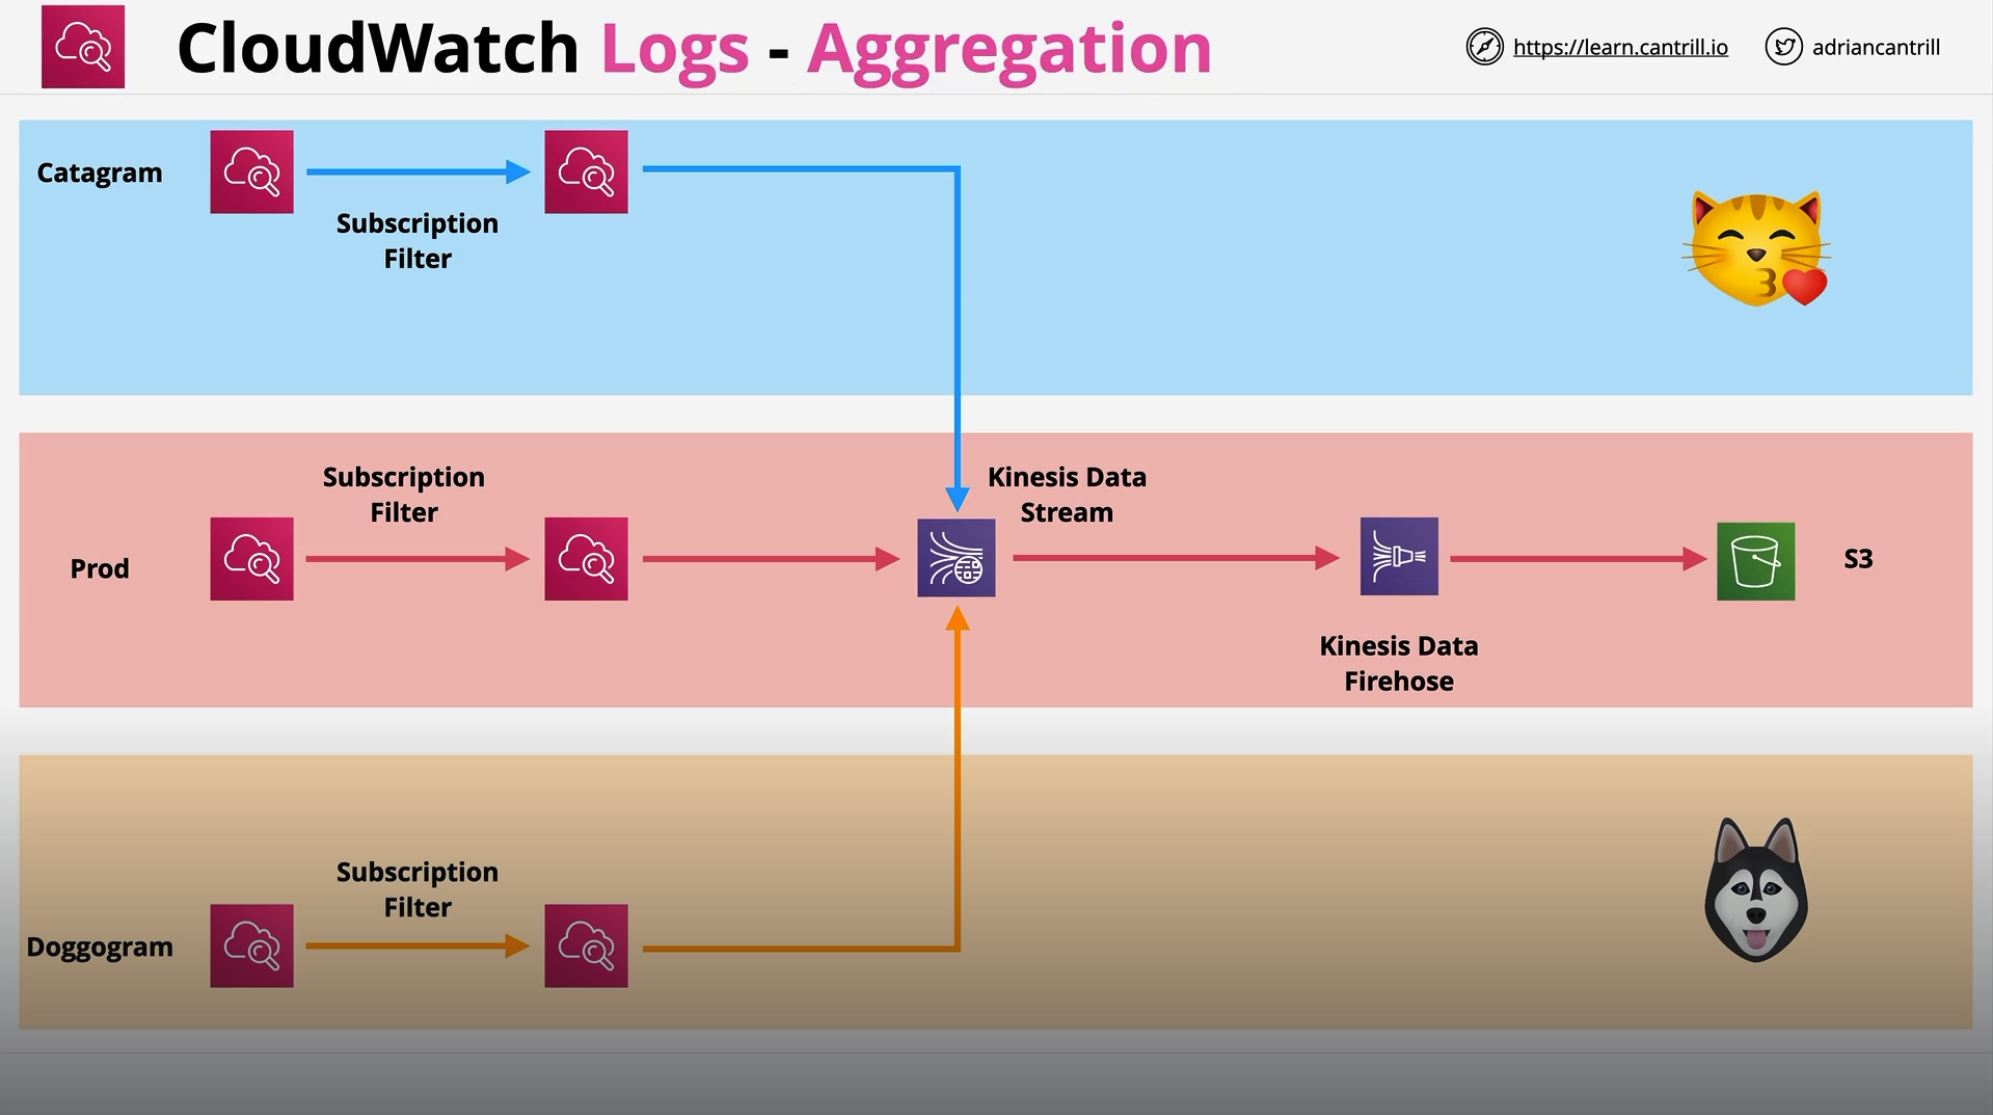 CloudWatch Logs - Aggregation
https://learn.cantrill.io
adriancantrill
Catagram
Subscription
Filter
Subscription
Filter
Kinesis Data
Stream
Prod
S3
Kinesis Data
Firehose
Subscription
Filter
Doggogram